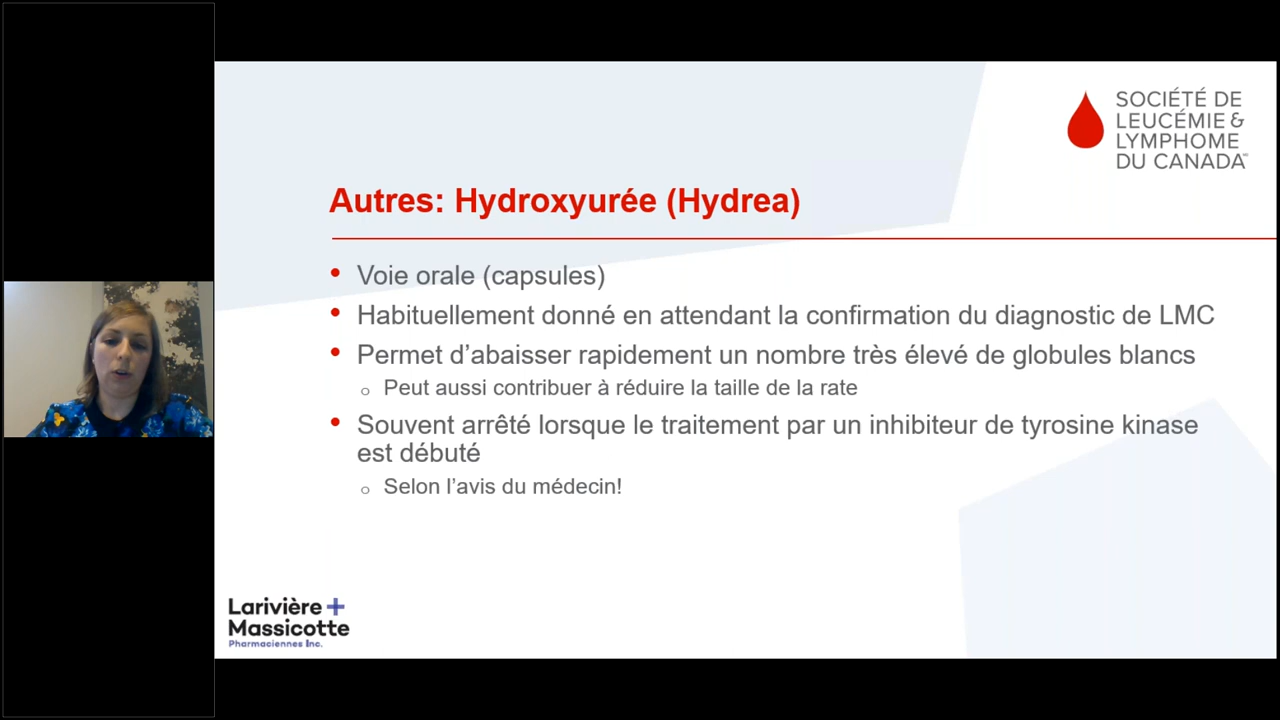 SOCIÉTÉ DE
LEUCÉMIE &
LYMPHOME
DU CANADA
Autres: Hydroxyurée (Hydrea)
• Voie orale (capsules)
• Habituellement donné en attendant la confirmation du diagnostic de LMC
• Permet d’abaisser rapidement un nombre très élevé de globules blancs
o Peut aussi contribuer à réduire la taille de la rate
• Souvent arrêté lorsque le traitement par un inhibiteur de tyrosine kinase
est débuté
o Selon l’avis du médecin!
Larivière +
Massicotte
Pharmaciennes Inc.